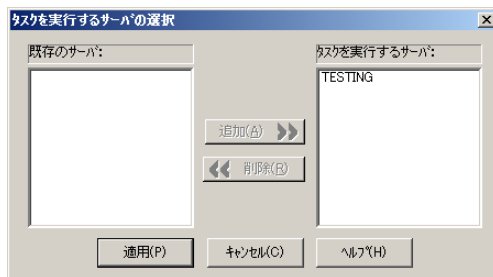 ﾀｽｸを実行するｻｰﾊﾞの選択
既存のｻｰﾊﾞ:
ﾀｽｸを実行するｻｰﾊﾞ:
TESTING
追加(A)
削除(R)
適用(P)
ｷｬﾝｾﾙ(C)
ﾍﾙﾌﾟ(H)